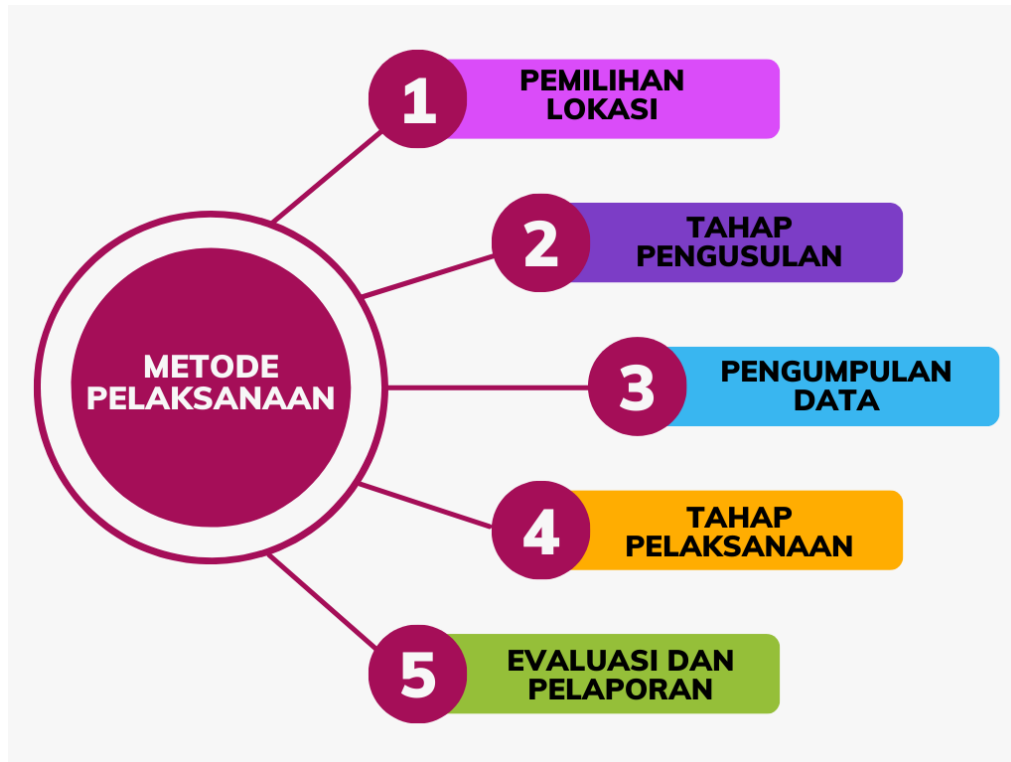 METODE
PELAKSANAAN
1
PEMILIHAN
LOKASI
2
TAHAP
PENGUSULAN
3
PENGUMPULAN
DATA
4
TAHAP
PELAKSANAAN
5
EVALUASI DAN
PELAPORAN